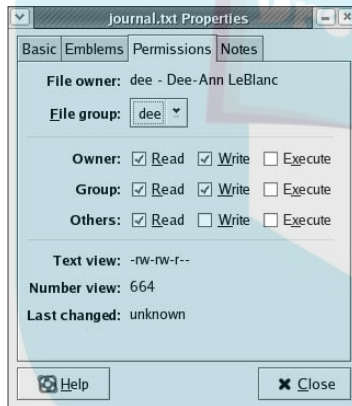 journal.txt Properties
Basic Emblems Permissions Notes
File owner: dee - Dee-Ann LeBlanc
File group: dee
Owner: Read Write Execute
Group: Read Write Execute
Others: Read Write Execute
Text view: -rw-rw-r--
Number view: 664
Last changed: unknown
Help Close